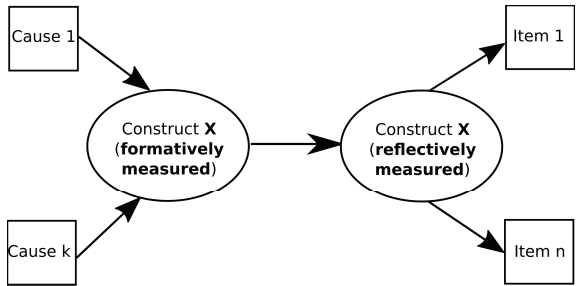 Cause 1
Item 1
Construct X
(formatively
measured)
Construct X
(reflectively
measured)
Cause k
Item n